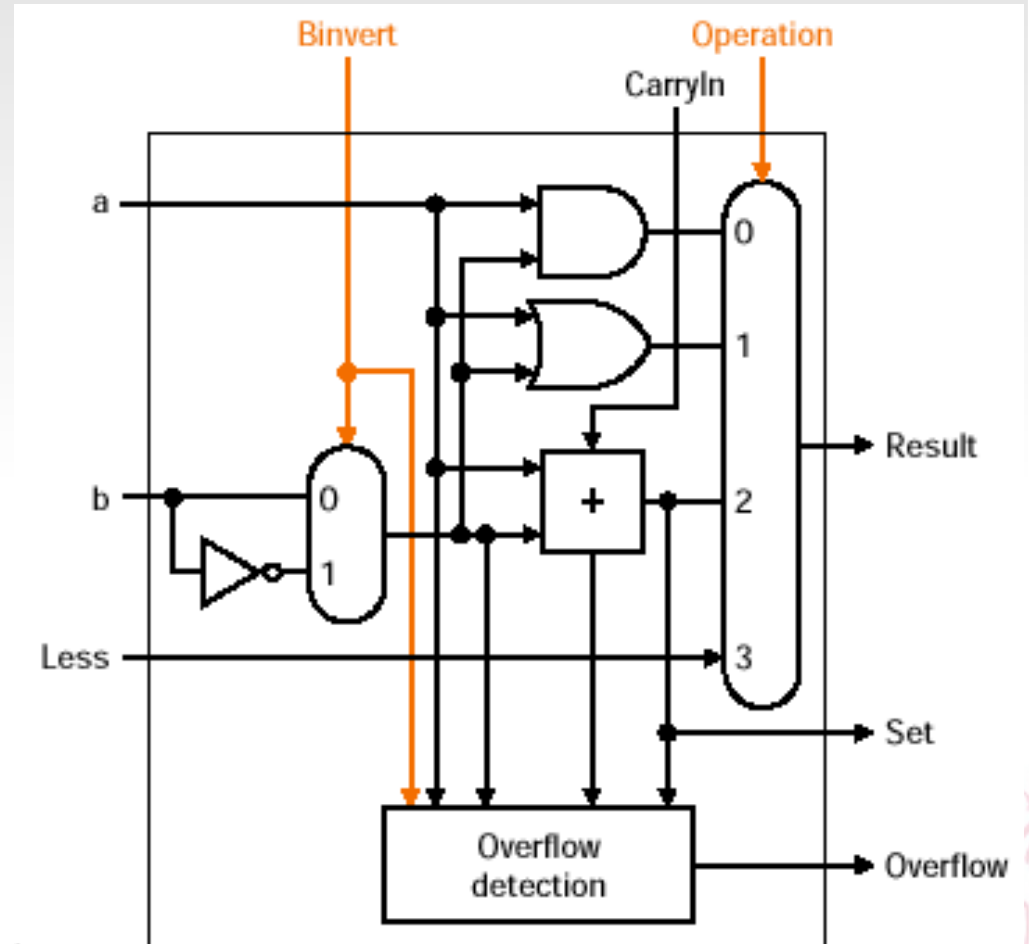 Binvert
Operation
CarryIn
a
0
1
+
Result
b
0
2
1
Less
3
Set
Overflow
detection
Overflow